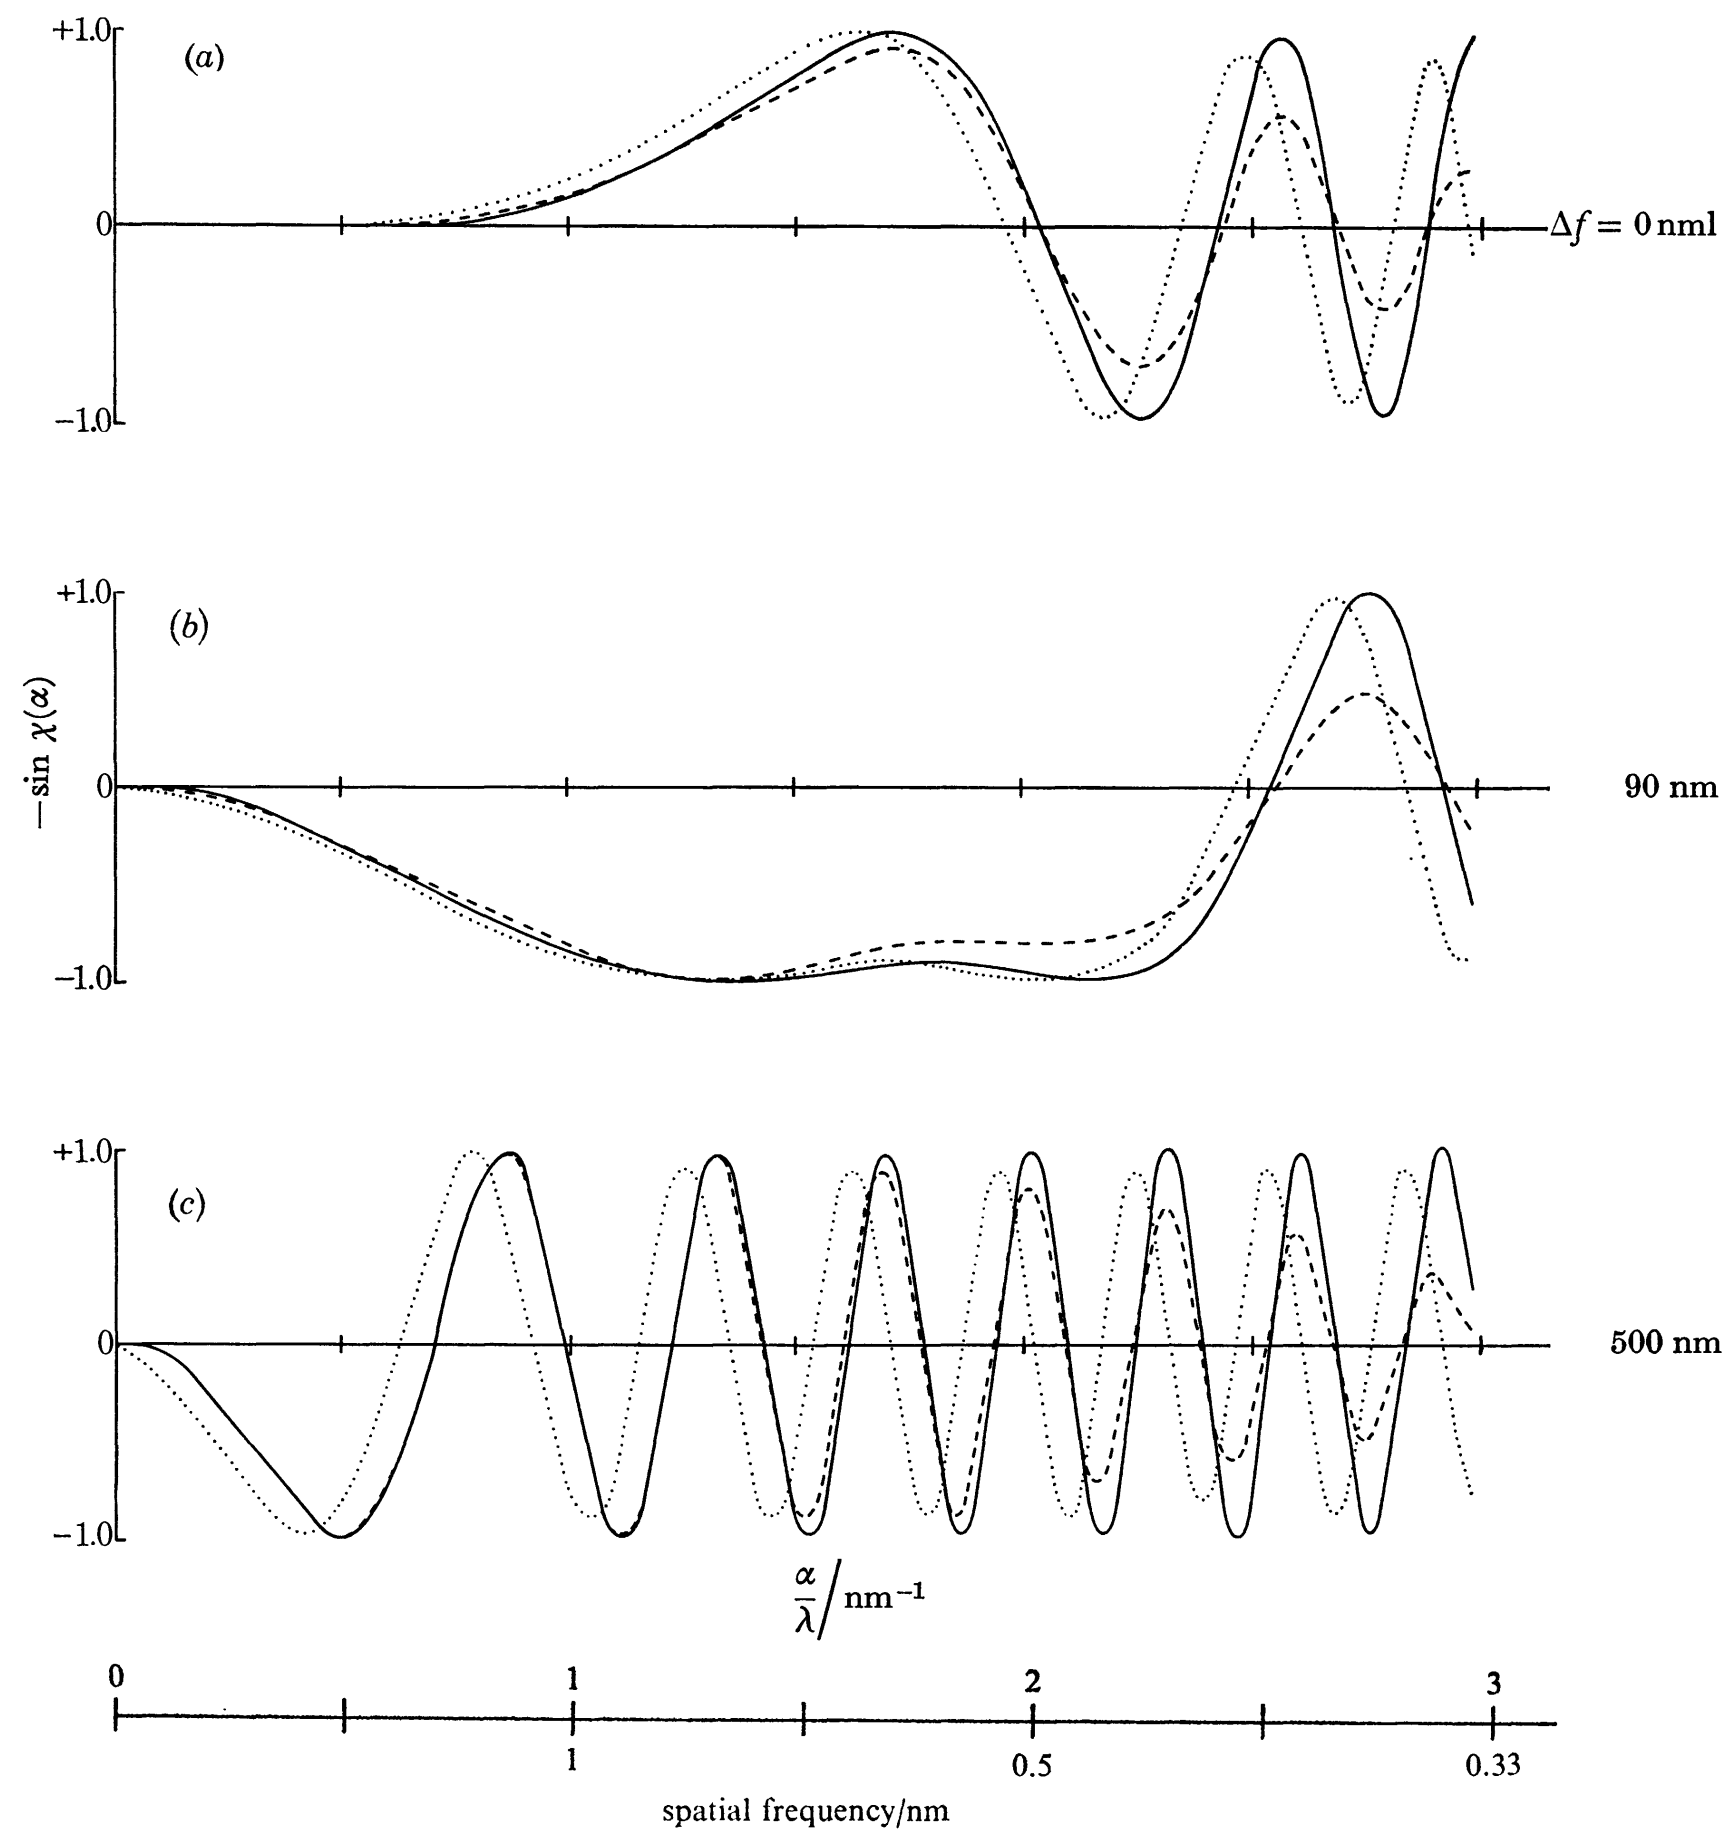 +1.0
(a)
0
Δf = 0 nml
−1.0
+1.0
(b)
−sin χ(α)
0
90 nm
−1.0
+1.0
(c)
0
500 nm
−1.0
α/λ / nm⁻¹
0 1 2 3
1 0.5 0.33
spatial frequency/nm